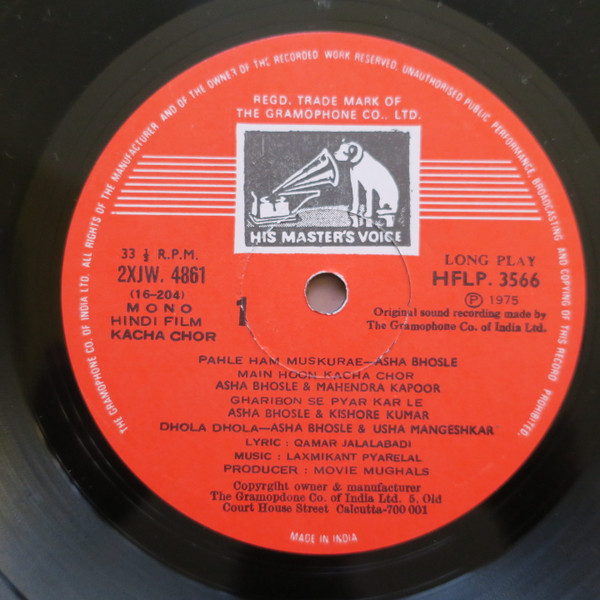 THE GRAMOPHONE CO. OF INDIA LTD. ALL RIGHTS OF THE MANUFACTURER AND OF THE OWNER OF THE RECORDED WORK RESERVED. UNAUTHORISED PUBLIC PERFORMANCE, BROADCASTING AND COPYING OF THIS RECORD PROHIBITED.
REGD. TRADE MARK OF
THE GRAMOPHONE CO., LTD.
HIS MASTER'S VOICE
33 ½ R.P.M.
2XJW. 4861
(16-204)
MONO
HINDI FILM
KACHA CHOR
1
LONG PLAY
HFLP. 3566
Ⓟ 1975
Original sound recording made by
The Gramophone Co. of India Ltd.
PAHLE HAM MUSKURAE—ASHA BHOSLE
MAIN HOON KACHA CHOR
ASHA BHOSLE & MAHENDRA KAPOOR
GHARIBON SE PYAR KAR LE
ASHA BHOSLE & KISHORE KUMAR
DHOLA DHOLA—ASHA BHOSLE & USHA MANGESHKAR
LYRIC : QAMAR JALALABADI
MUSIC : LAXMIKANT PYARELAL
PRODUCER : MOVIE MUGHALS
Copyrgiht owner & manufacturer
The Gramopdone Co. of India Ltd. 5, Old
Court House Street Calcutta-700 001
MADE IN INDIA